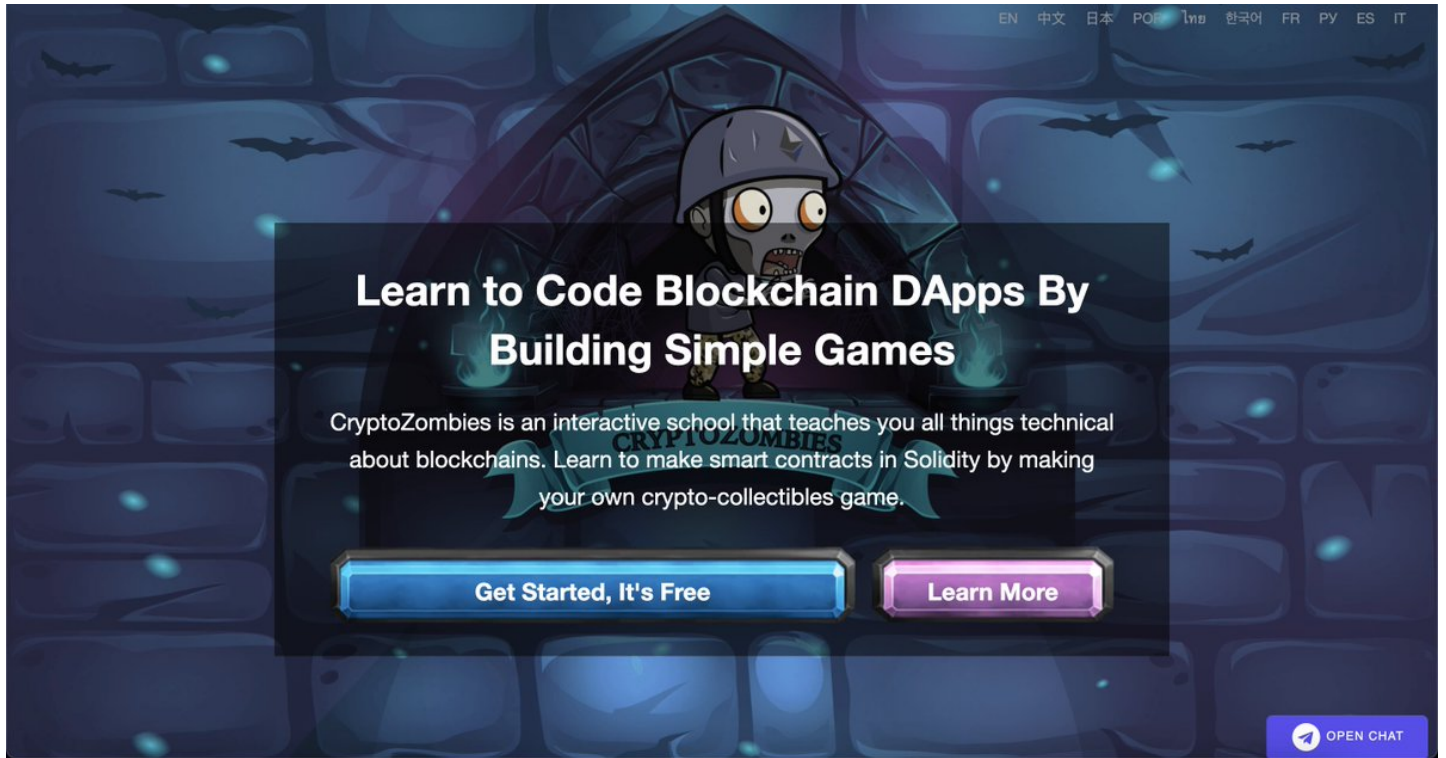 EN 中文 日本 POR ไทย 한국어 FR РУ ES IT
Learn to Code Blockchain DApps By
Building Simple Games
CryptoZombies is an interactive school that teaches you all things technical
CRYPTOZOMBIES
about blockchains. Learn to make smart contracts in Solidity by making
your own crypto-collectibles game.
Get Started, It's Free
Learn More
OPEN CHAT